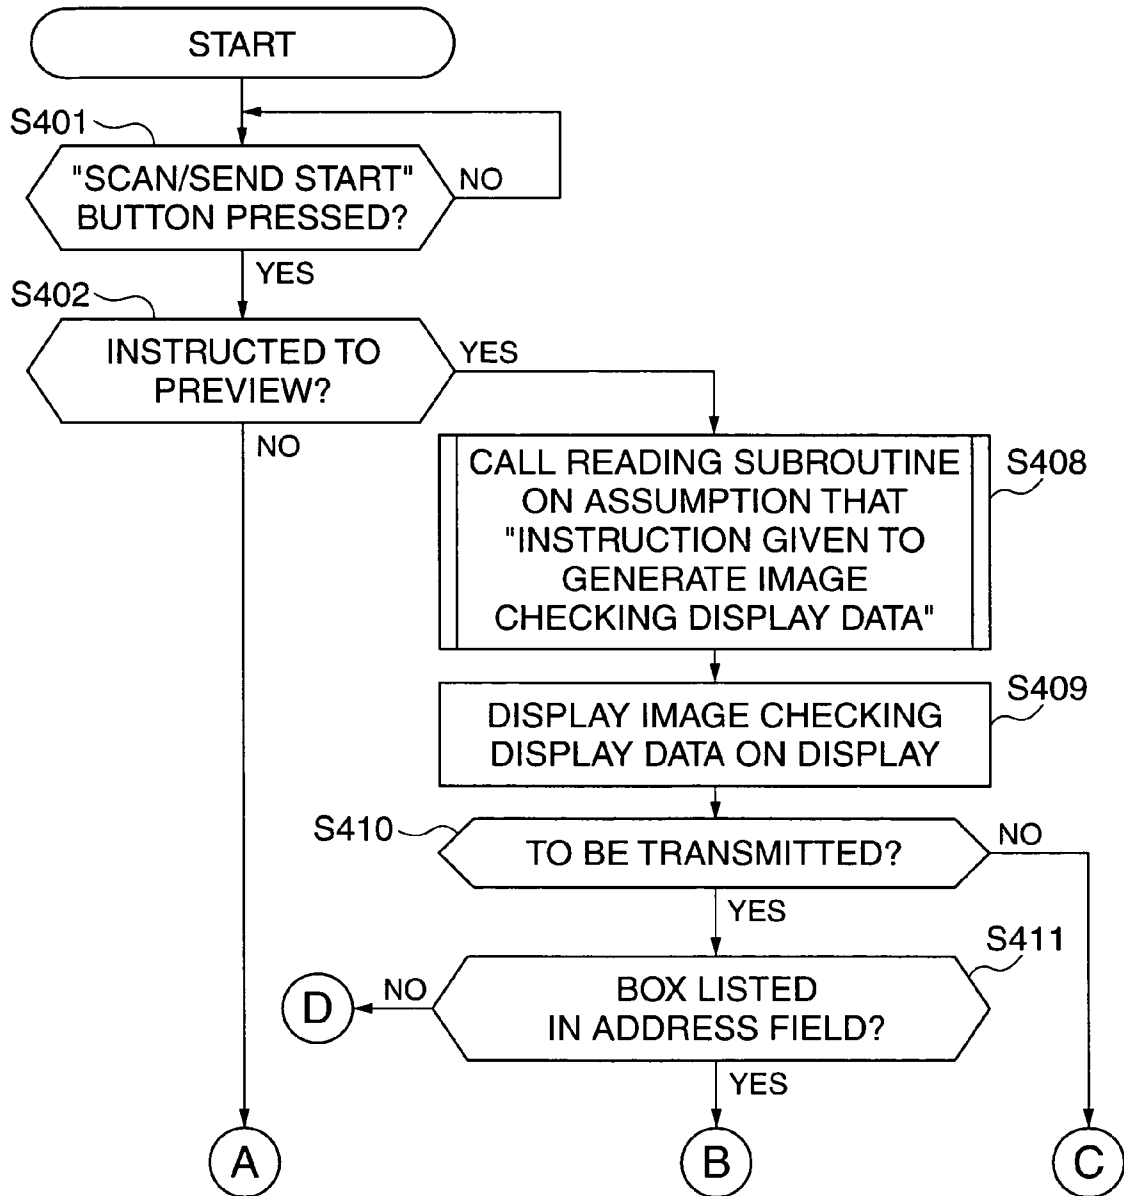 START
S401
"SCAN/SEND START"
BUTTON PRESSED?
NO
YES
S402
INSTRUCTED TO
PREVIEW?
YES
NO
CALL READING SUBROUTINE
ON ASSUMPTION THAT
"INSTRUCTION GIVEN TO
GENERATE IMAGE
CHECKING DISPLAY DATA"
S408
DISPLAY IMAGE CHECKING
DISPLAY DATA ON DISPLAY
S409
S410
TO BE TRANSMITTED?
NO
YES
S411
BOX LISTED
IN ADDRESS FIELD?
NO
D
YES
A
B
C